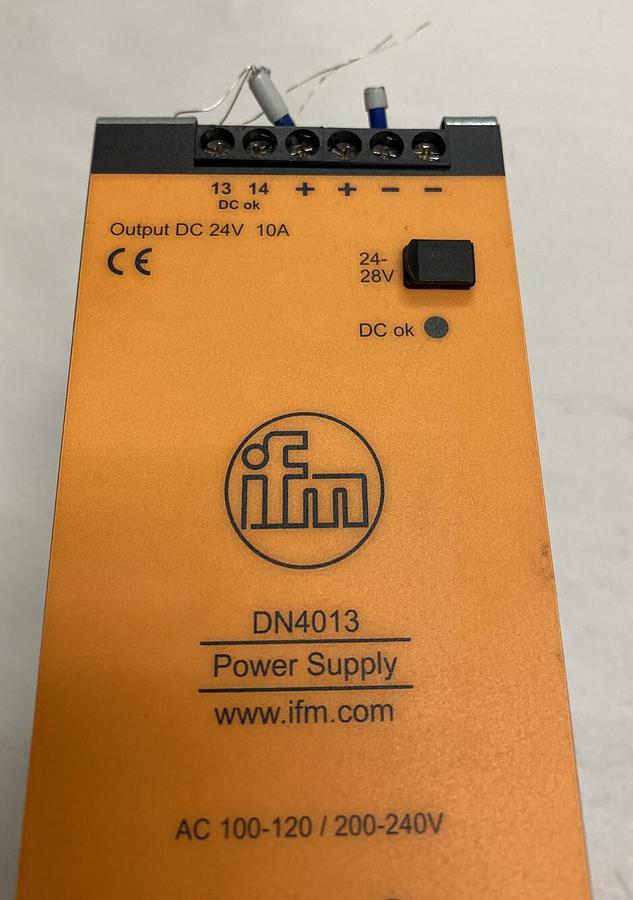 13 14 + + − −
DC ok
Output DC 24V 10A
CE
24-
28V
DC ok
ifm
DN4013
Power Supply
www.ifm.com
AC 100-120 / 200-240V